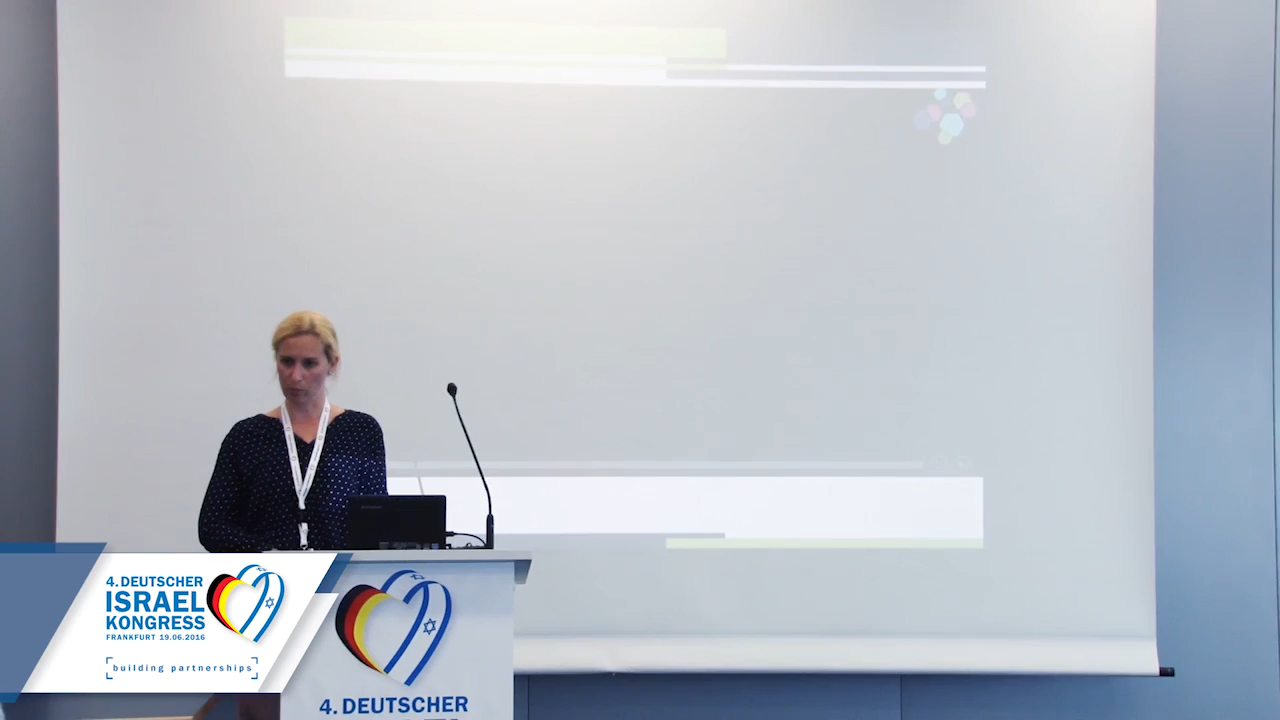 4. DEUTSCHER
ISRAEL
KONGRESS
FRANKFURT 19.06.2016
building partnerships
4. DEUTSCHER